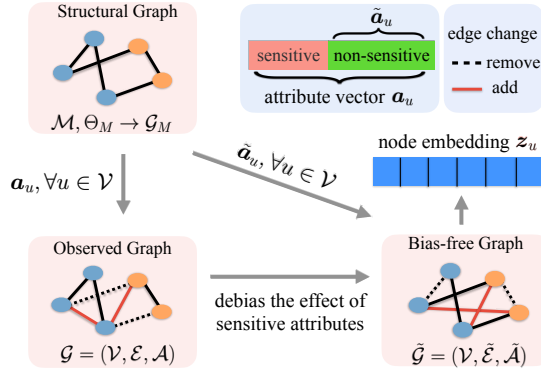 Structural Graph
ℳ, Θ_M → 𝒢_M
ã_u
sensitive
non-sensitive
attribute vector a_u
edge change
remove
add
node embedding z_u
a_u, ∀u ∈ 𝒱
ã_u, ∀u ∈ 𝒱
Observed Graph
𝒢 = (𝒱, ℰ, 𝒜)
debias the effect of
sensitive attributes
Bias-free Graph
𝒢̃ = (𝒱, ℰ̃, 𝒜̃)